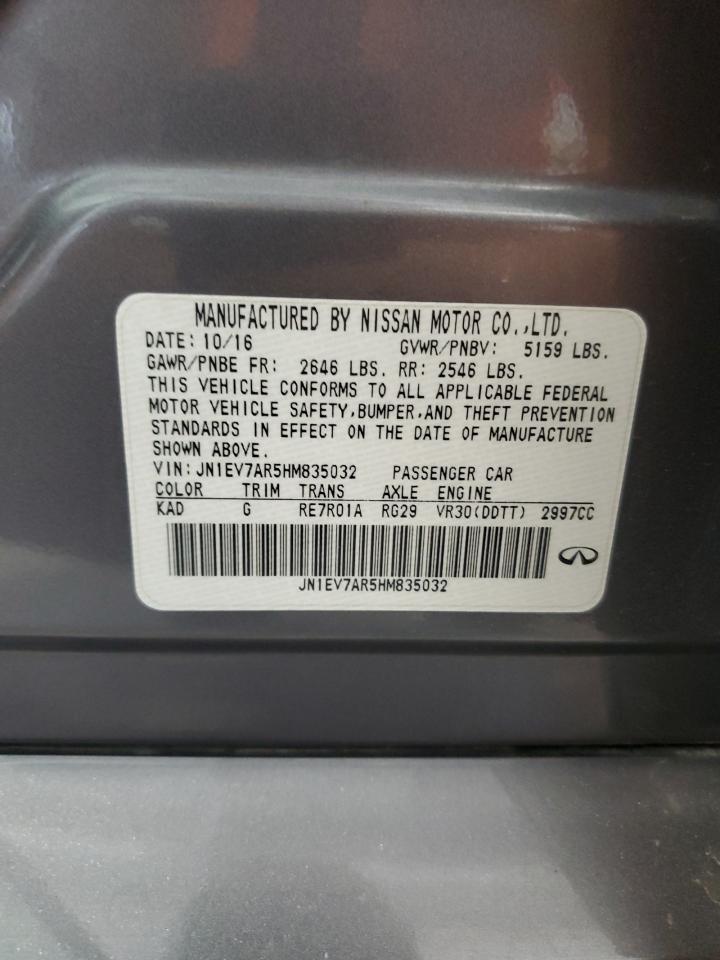 MANUFACTURED BY NISSAN MOTOR CO.,LTD.
DATE: 10/16 GVWR/PNBV: 5159 LBS.
GAWR/PNBE FR: 2646 LBS. RR: 2546 LBS.
THIS VEHICLE CONFORMS TO ALL APPLICABLE FEDERAL
MOTOR VEHICLE SAFETY,BUMPER,AND THEFT PREVENTION
STANDARDS IN EFFECT ON THE DATE OF MANUFACTURE
SHOWN ABOVE.
VIN: JN1EV7AR5HM835032 PASSENGER CAR
COLOR TRIM TRANS AXLE ENGINE
KAD G RE7R01A RG29 VR30(DDTT) 2997CC
JN1EV7AR5HM835032